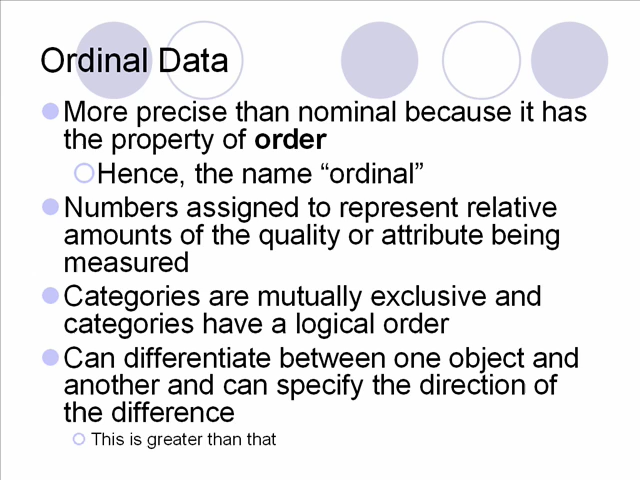 Ordinal Data
More precise than nominal because it has
the property of order
Hence, the name “ordinal”
Numbers assigned to represent relative
amounts of the quality or attribute being
measured
Categories are mutually exclusive and
categories have a logical order
Can differentiate between one object and
another and can specify the direction of
the difference
This is greater than that